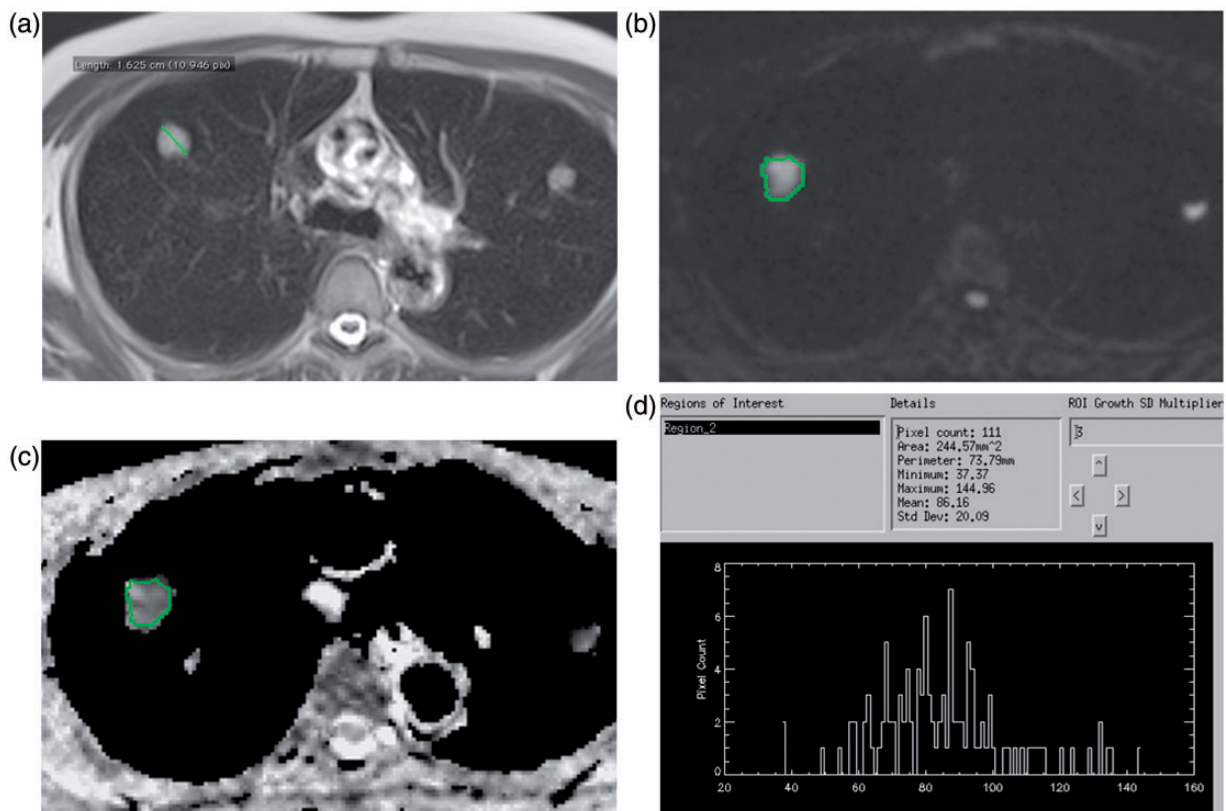 (a)
Length: 1.625 cm (10.946 pix)
(b)
(c)
(d)
Regions of Interest
Region_2
Details
Pixel count: 111
Area: 244.57mm^2
Perimeter: 73.79mm
Minimum: 37.37
Maximum: 144.96
Mean: 86.16
Std Dev: 20.09
ROI Growth SD Multiplier
3
^
< >
v
Pixel Count
8
6
4
2
0
20 40 60 80 100 120 140 160